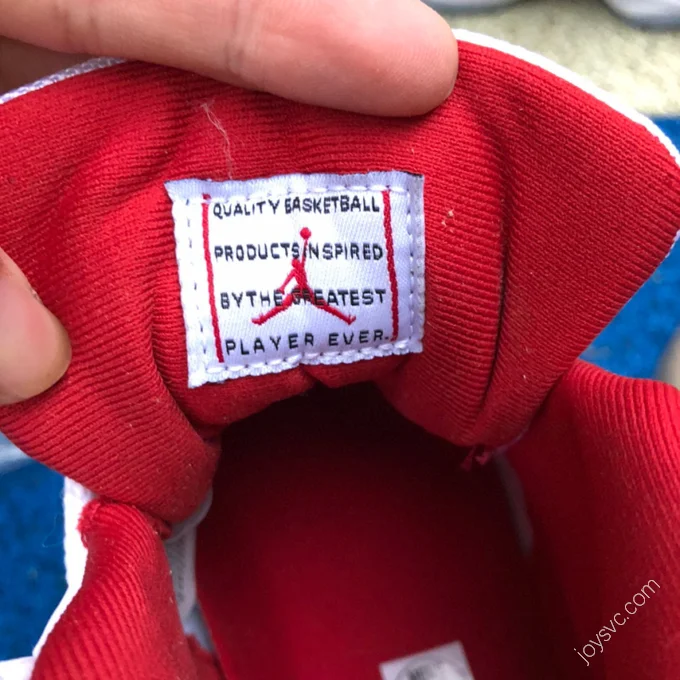 QUALITY BASKETBALL
PRODUCTS INSPIRED
BY THE GREATEST
PLAYER EVER.
joysvc.com